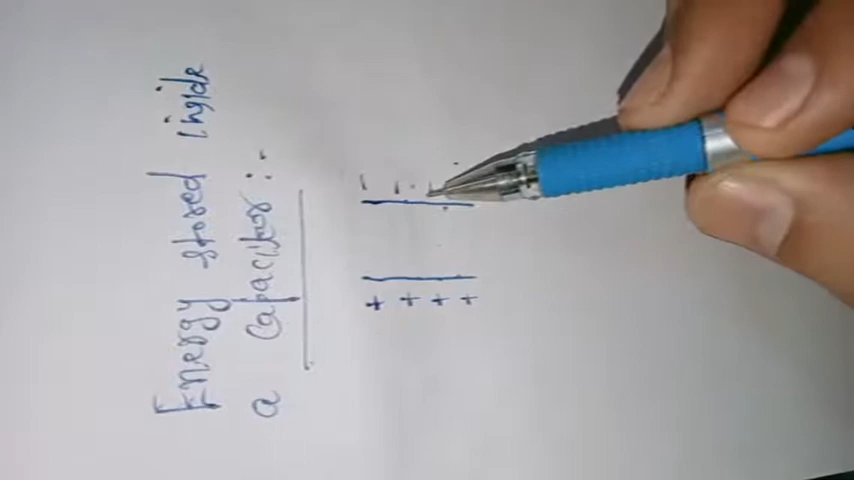 Energy stored inside
a capacitor :-
- - -
+ + + +